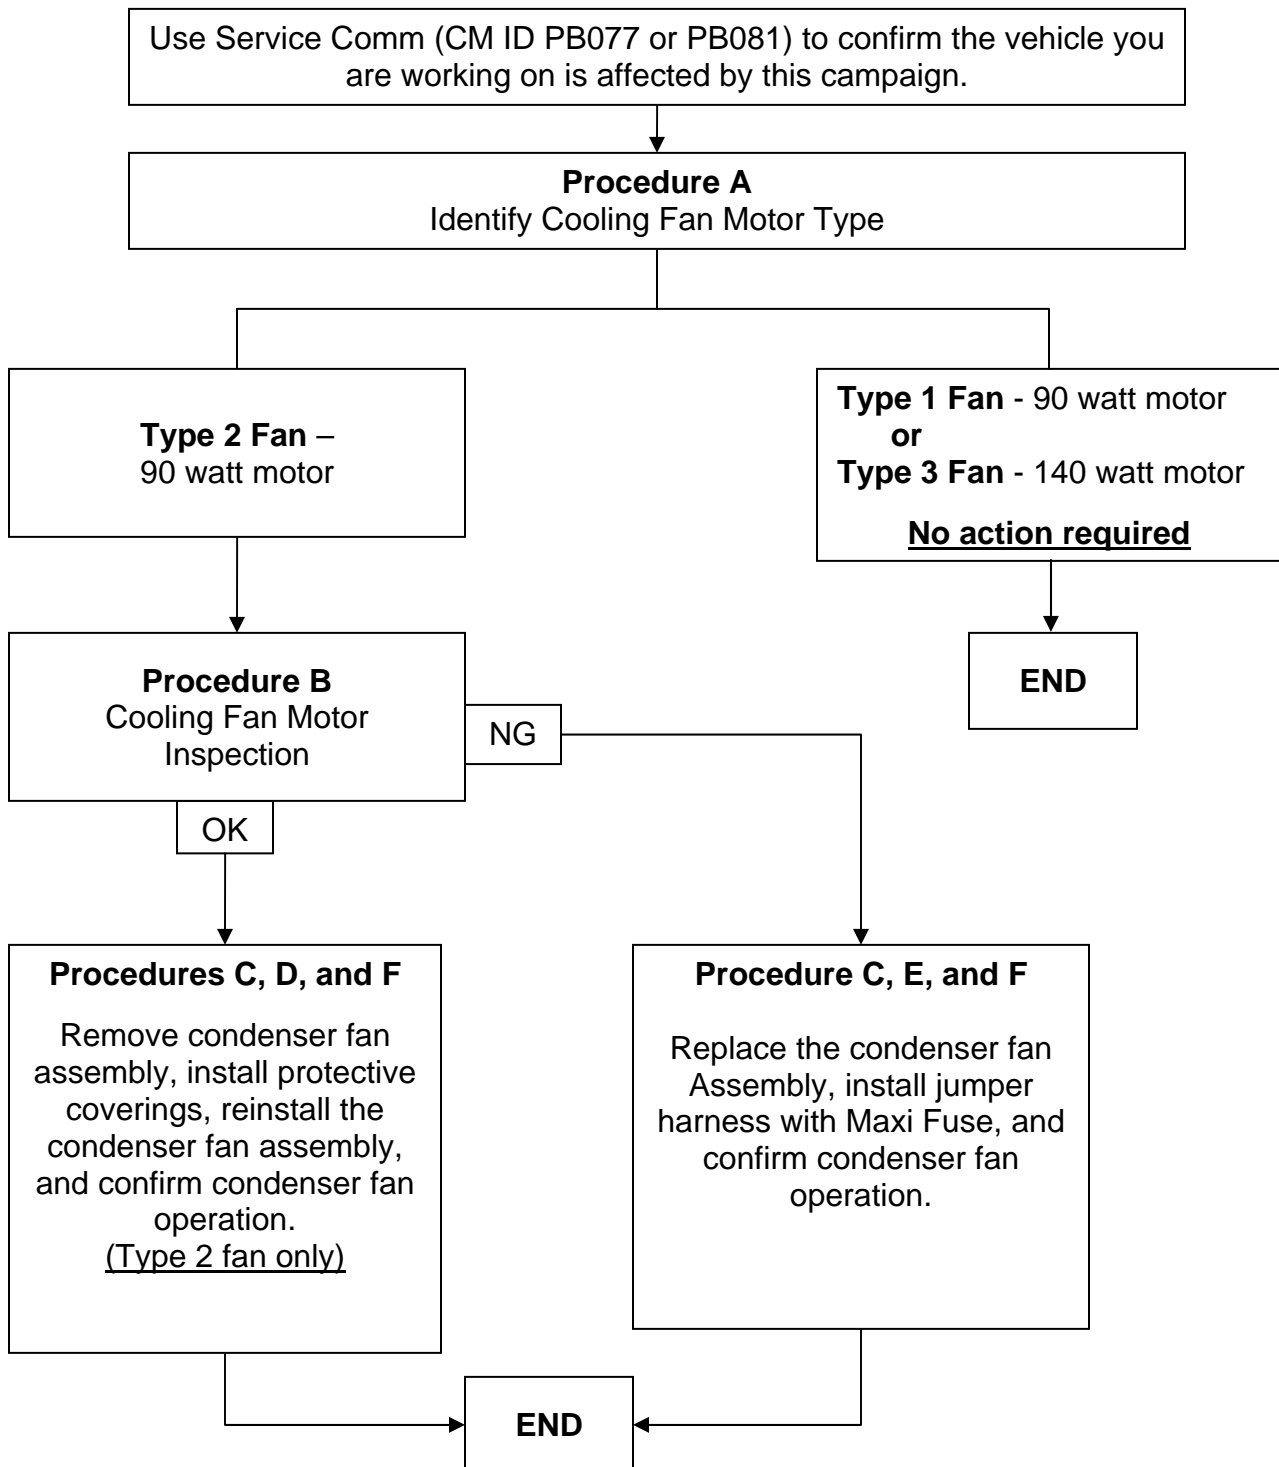 Use Service Comm (CM ID PB077 or PB081) to confirm the vehicle you
are working on is affected by this campaign.
Procedure A
Identify Cooling Fan Motor Type
Type 2 Fan –
90 watt motor
Type 1 Fan - 90 watt motor
or
Type 3 Fan - 140 watt motor
No action required
Procedure B
Cooling Fan Motor
Inspection
NG
END
OK
Procedures C, D, and F
Remove condenser fan
assembly, install protective
coverings, reinstall the
condenser fan assembly,
and confirm condenser fan
operation.
(Type 2 fan only)
Procedure C, E, and F
Replace the condenser fan
Assembly, install jumper
harness with Maxi Fuse, and
confirm condenser fan
operation.
END